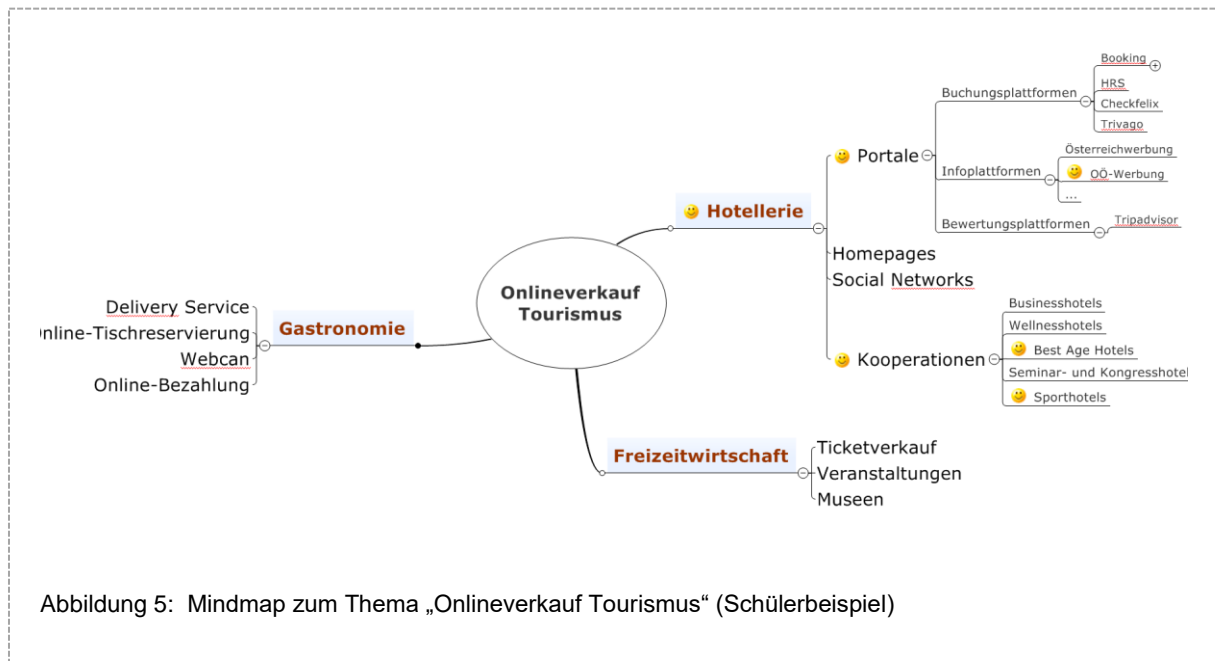 Onlineverkauf
Tourismus
Hotellerie
Portale
Buchungsplattformen
Booking
HRS
Checkfelix
Trivago
Infoplattformen
Österreichwerbung
OÖ-Werbung
...
Bewertungsplattformen
Tripadvisor
Homepages
Social Networks
Kooperationen
Businesshotels
Wellnesshotels
Best Age Hotels
Seminar- und Kongresshotel
Sporthotels
Gastronomie
Delivery Service
nline-Tischreservierung
Webcan
Online-Bezahlung
Freizeitwirtschaft
Ticketverkauf
Veranstaltungen
Museen
Abbildung 5: Mindmap zum Thema „Onlineverkauf Tourismus“ (Schülerbeispiel)